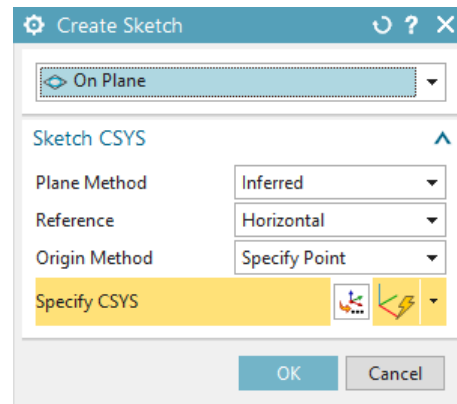 Create Sketch
On Plane
Sketch CSYS
Plane Method Inferred
Reference Horizontal
Origin Method Specify Point
Specify CSYS
OK Cancel